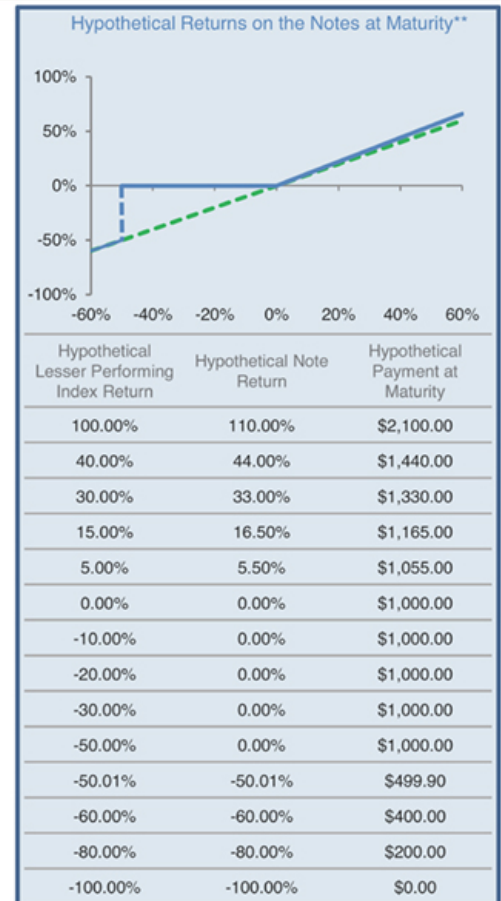 Hypothetical Returns on the Notes at Maturity**
100%
50%
0%
-50%
-100%
-60% -40% -20% 0% 20% 40% 60%
Hypothetical Lesser Performing Index Return Hypothetical Note Return Hypothetical Payment at Maturity
100.00% 110.00% $2,100.00
40.00% 44.00% $1,440.00
30.00% 33.00% $1,330.00
15.00% 16.50% $1,165.00
5.00% 5.50% $1,055.00
0.00% 0.00% $1,000.00
-10.00% 0.00% $1,000.00
-20.00% 0.00% $1,000.00
-30.00% 0.00% $1,000.00
-50.00% 0.00% $1,000.00
-50.01% -50.01% $499.90
-60.00% -60.00% $400.00
-80.00% -80.00% $200.00
-100.00% -100.00% $0.00